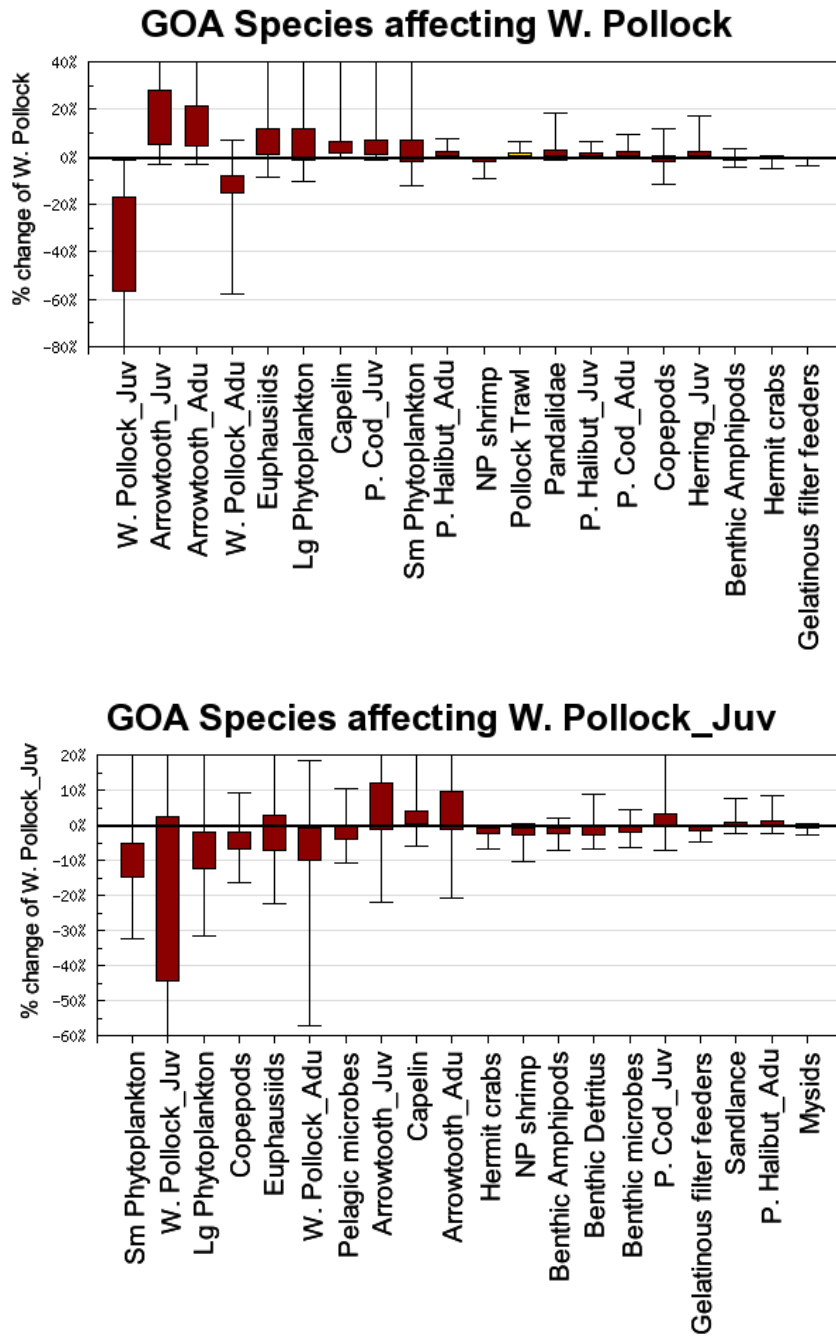 GOA Species affecting W. Pollock
% change of W. Pollock
40%
20%
0%
-20%
-40%
-60%
-80%
W. Pollock_Juv
Arrowtooth_Juv
Arrowtooth_Adu
W. Pollock_Adu
Euphausiids
Lg Phytoplankton
Capelin
P. Cod_Juv
Sm Phytoplankton
P. Halibut_Adu
NP shrimp
Pollock Trawl
Pandalidae
P. Halibut_Juv
P. Cod_Adu
Copepods
Herring_Juv
Benthic Amphipods
Hermit crabs
Gelatinous filter feeders
GOA Species affecting W. Pollock_Juv
% change of W. Pollock_Juv
20%
10%
0%
-10%
-20%
-30%
-40%
-50%
-60%
Sm Phytoplankton
W. Pollock_Juv
Lg Phytoplankton
Copepods
Euphausiids
W. Pollock_Adu
Pelagic microbes
Arrowtooth_Juv
Capelin
Arrowtooth_Adu
Hermit crabs
NP shrimp
Benthic Amphipods
Benthic Detritus
Benthic microbes
P. Cod_Juv
Gelatinous filter feeders
Sandlance
P. Halibut_Adu
Mysids